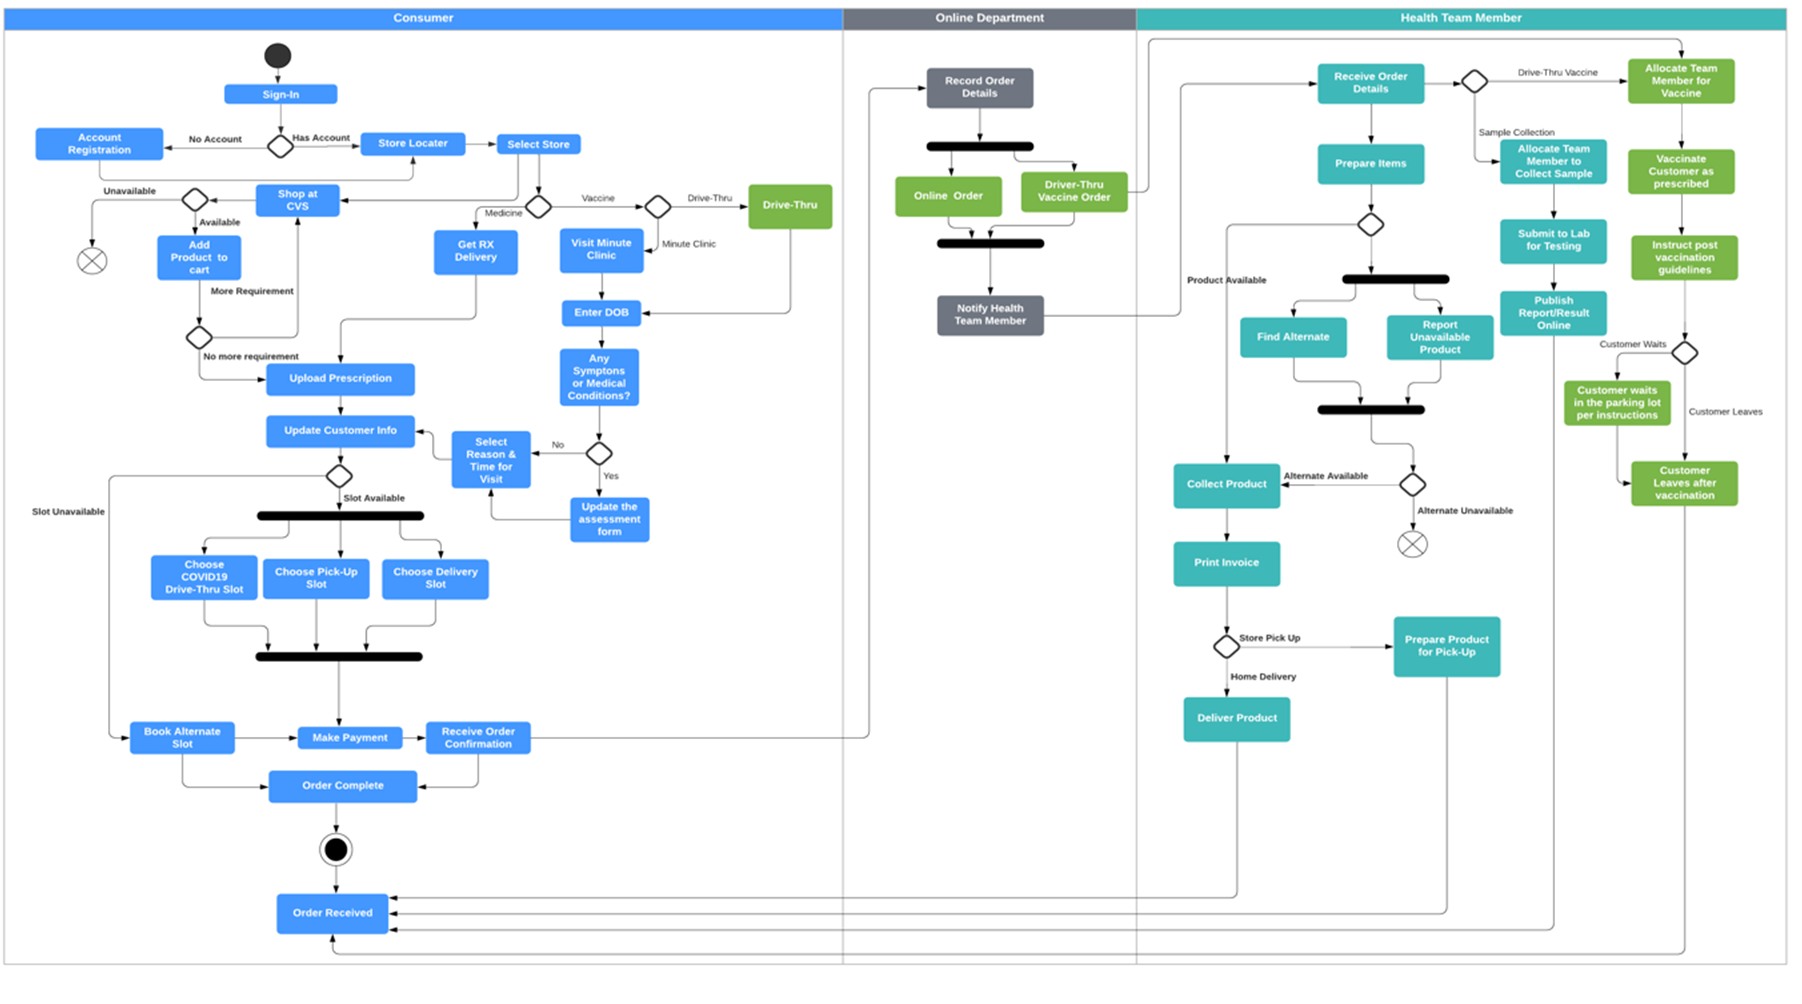 Consumer
Online Department
Health Team Member
Sign-In
No Account
Has Account
Account
Registration
Store Locater
Select Store
Unavailable
Available
Shop at
CVS
Medicine
Vaccine
Drive-Thru
Drive-Thru
Minute Clinic
Add
Product to
cart
Get RX
Delivery
Visit Minute
Clinic
More Requirement
Enter DOB
No more requirement
Upload Prescription
Any
Symptons
or Medical
Conditions?
Update Customer Info
Select
Reason &
Time for
Visit
No
Yes
Update the
assessment
form
Slot Unavailable
Slot Available
Choose
COVID19
Drive-Thru Slot
Choose Pick-Up
Slot
Choose Delivery
Slot
Book Alternate
Slot
Make Payment
Receive Order
Confirmation
Order Complete
Order Received
Record Order
Details
Online Order
Driver-Thru
Vaccine Order
Notify Health
Team Member
Receive Order
Details
Drive-Thru Vaccine
Allocate Team
Member for
Vaccine
Sample Collection
Prepare Items
Allocate Team
Member to
Collect Sample
Vaccinate
Customer as
prescribed
Submit to Lab
for Testing
Instruct post
vaccination
guidelines
Product Available
Find Alternate
Report
Unavailable
Product
Publish
Report/Result
Online
Customer Waits
Customer waits
in the parking lot
per instructions
Customer Leaves
Customer
Leaves after
vaccination
Collect Product
Alternate Available
Alternate Unavailable
Print Invoice
Store Pick Up
Prepare Product
for Pick-Up
Home Delivery
Deliver Product